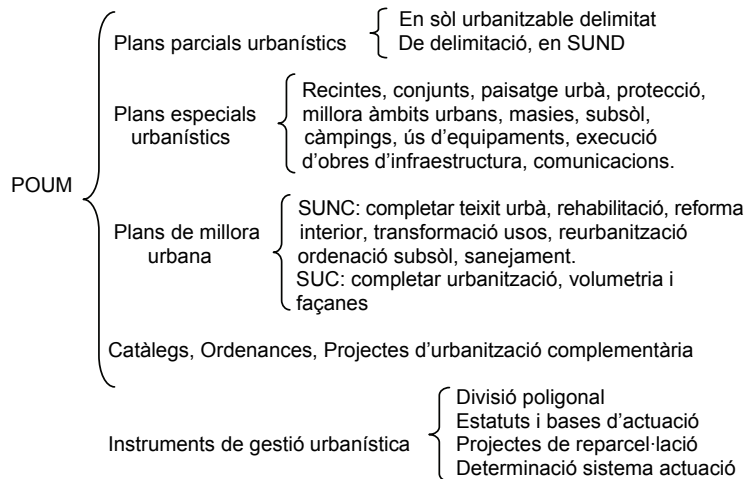 Plans parcials urbanístics
En sòl urbanitzable delimitat
De delimitació, en SUND
Plans especials
urbanístics
Recintes, conjunts, paisatge urbà, protecció,
millora àmbits urbans, masies, subsòl,
càmpings, ús d'equipaments, execució
d'obres d'infraestructura, comunicacions.
POUM
Plans de millora
urbana
SUNC: completar teixit urbà, rehabilitació, reforma
interior, transformació usos, reurbanització
ordenació subsòl, sanejament.
SUC: completar urbanització, volumetria i
façanes
Catàlegs, Ordenances, Projectes d'urbanització complementària
Instruments de gestió urbanística
Divisió poligonal
Estatuts i bases d'actuació
Projectes de reparcel·lació
Determinació sistema actuació